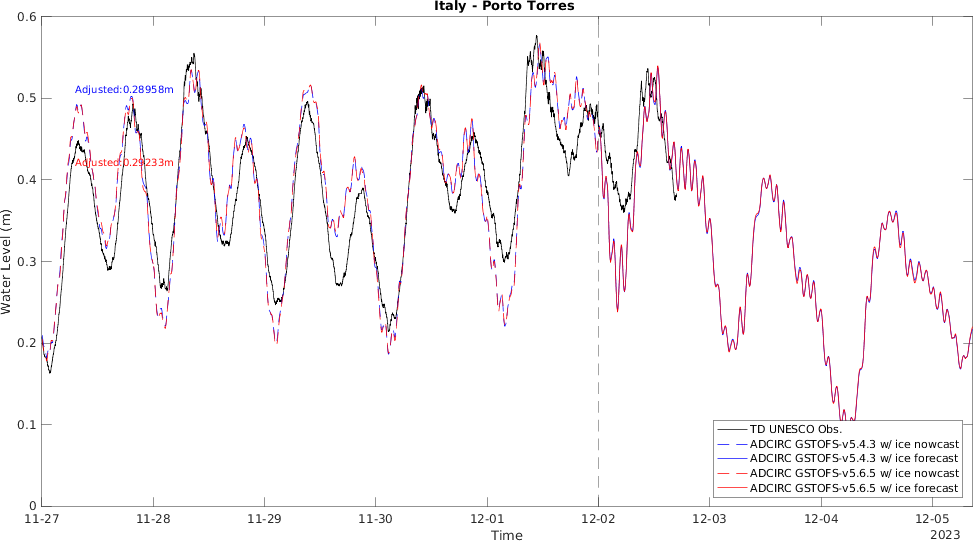 Italy - Porto Torres
Water Level (m)
0.6
0.5
0.4
0.3
0.2
0.1
0
Adjusted:0.28958m
Adjusted:0.29233m
TD UNESCO Obs.
ADCIRC GSTOFS-v5.4.3 w/ ice nowcast
ADCIRC GSTOFS-v5.4.3 w/ ice forecast
ADCIRC GSTOFS-v5.6.5 w/ ice nowcast
ADCIRC GSTOFS-v5.6.5 w/ ice forecast
11-27 11-28 11-29 11-30 12-01 12-02 12-03 12-04 12-05
Time
2023